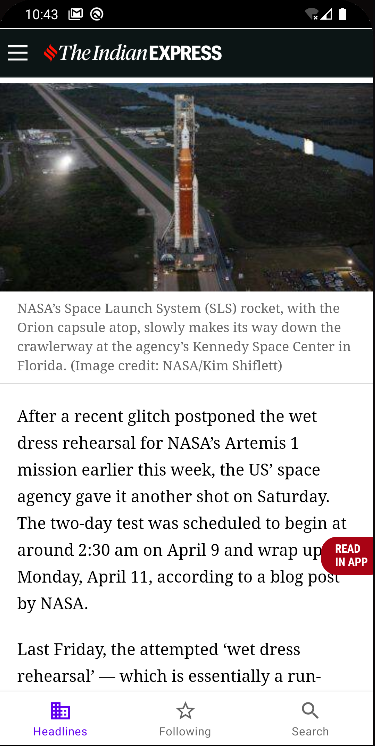 10:43
The Indian EXPRESS
NASA’s Space Launch System (SLS) rocket, with the
Orion capsule atop, slowly makes its way down the
crawlerway at the agency’s Kennedy Space Center in
Florida. (Image credit: NASA/Kim Shiflett)
After a recent glitch postponed the wet
dress rehearsal for NASA’s Artemis 1
mission earlier this week, the US’ space
agency gave it another shot on Saturday.
The two-day test was scheduled to begin at
around 2:30 am on April 9 and wrap up
READ
IN APP
Monday, April 11, according to a blog post
by NASA.
Last Friday, the attempted ‘wet dress
rehearsal’ — which is essentially a run-
Headlines
Following
Search